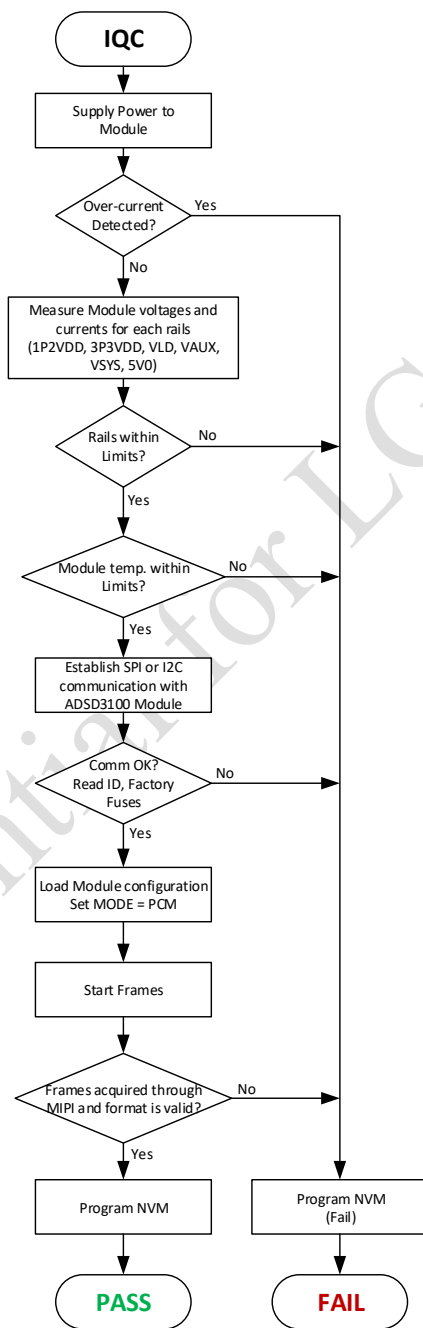 IQC
Supply Power to
Module
Over-current
Detected?
Yes
No
Measure Module voltages and
currents for each rails
(1P2VDD, 3P3VDD, VLD, VAUX,
VSYS, 5V0)
Rails within
Limits?
No
Yes
Module temp. within
Limits?
No
Yes
Establish SPI or I2C
communication with
ADSD3100 Module
Comm OK?
Read ID, Factory
Fuses
No
Yes
Load Module configuration
Set MODE = PCM
Start Frames
Frames acquired through
MIPI and format is valid?
No
Yes
Program NVM
Program NVM
(Fail)
PASS
FAIL
ntial for LG